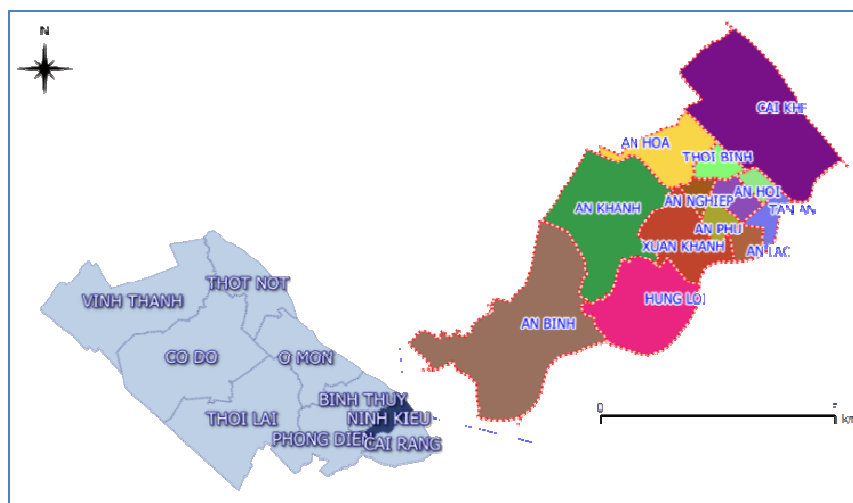 N
CAI KHE
AN HOA
THOI BINH
AN HOI
AN NGHIEP
AN KHANH
TAN AN
AN PHU
XUAN KHANH
AN LAC
THOT NOT
VINH THANH
HUNG LOI
AN BINH
CO DO
O MON
BINH THUY
NINH KIEU
THOI LAI
PHONG DIEN
CAI RANG
0
km